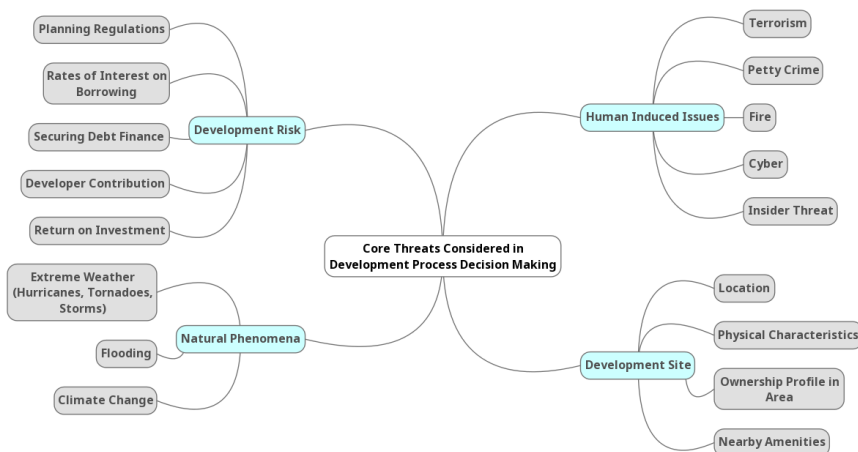 Planning Regulations
Rates of Interest on
Borrowing
Securing Debt Finance
Developer Contribution
Return on Investment
Development Risk
Extreme Weather
(Hurricanes, Tornadoes,
Storms)
Flooding
Climate Change
Natural Phenomena
Core Threats Considered in
Development Process Decision Making
Human Induced Issues
Terrorism
Petty Crime
Fire
Cyber
Insider Threat
Development Site
Location
Physical Characteristics
Ownership Profile in
Area
Nearby Amenities